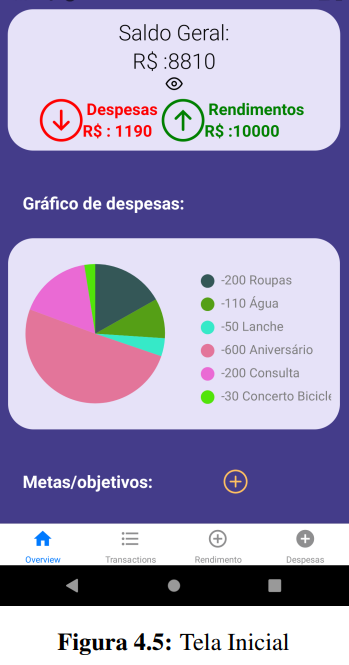 Saldo Geral:
R$ :8810
Despesas
R$ : 1190
Rendimentos
R$ :10000
Gráfico de despesas:
-200 Roupas
-110 Água
-50 Lanche
-600 Aniversário
-200 Consulta
-30 Concerto Bicicle
Metas/objetivos:
Overview
Transactions
Rendimento
Despesas
Figura 4.5: Tela Inicial